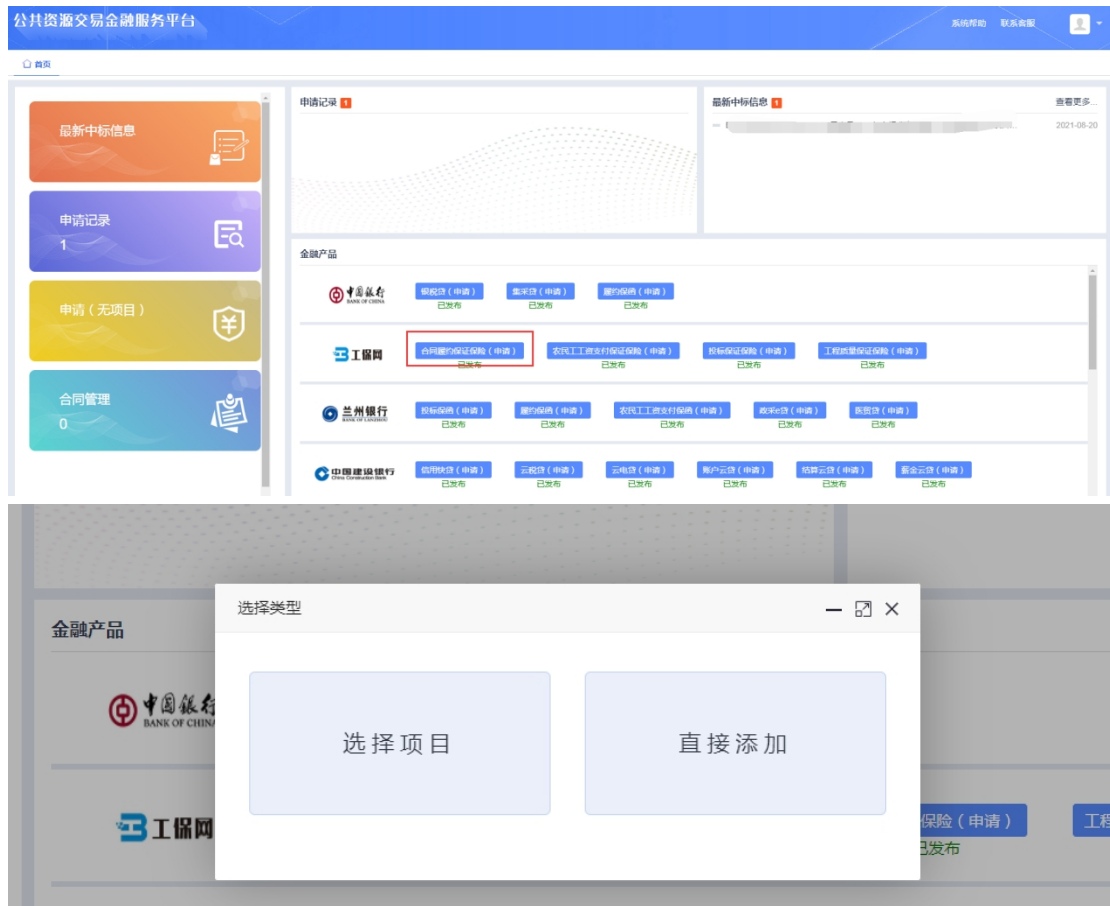 公共资源交易金融服务平台
系统帮助 联系客服
首页
最新中标信息
申请记录
1
申请（无项目）
合同管理
0
申请记录 1
最新中标信息 1 查看更多...
2021-08-20
金融产品
中国银行 BANK OF CHINA 银税贷（申请） 集采贷（申请） 履约保函（申请）
已发布 已发布 已发布
工保网 合同履约保证保险（申请） 农民工工资支付保证保险（申请） 投标保证保险（申请） 工程质量保证保险（申请）
已发布 已发布 已发布 已发布
兰州银行 BANK OF LANZHOU 投标保函（申请） 履约保函（申请） 农民工工资支付保函（申请） 政采e贷（申请） 医贸贷（申请）
已发布 已发布 已发布 已发布 已发布
中国建设银行 China Construction Bank 信用快贷（申请） 云税贷（申请） 云电贷（申请） 账户云贷（申请） 结算云贷（申请） 薪金云贷（申请）
已发布 已发布 已发布 已发布 已发布 已发布
选择类型
金融产品
中国银行
BANK OF CHINA
选择项目 直接添加
工保网 保险（申请） 工程
已发布